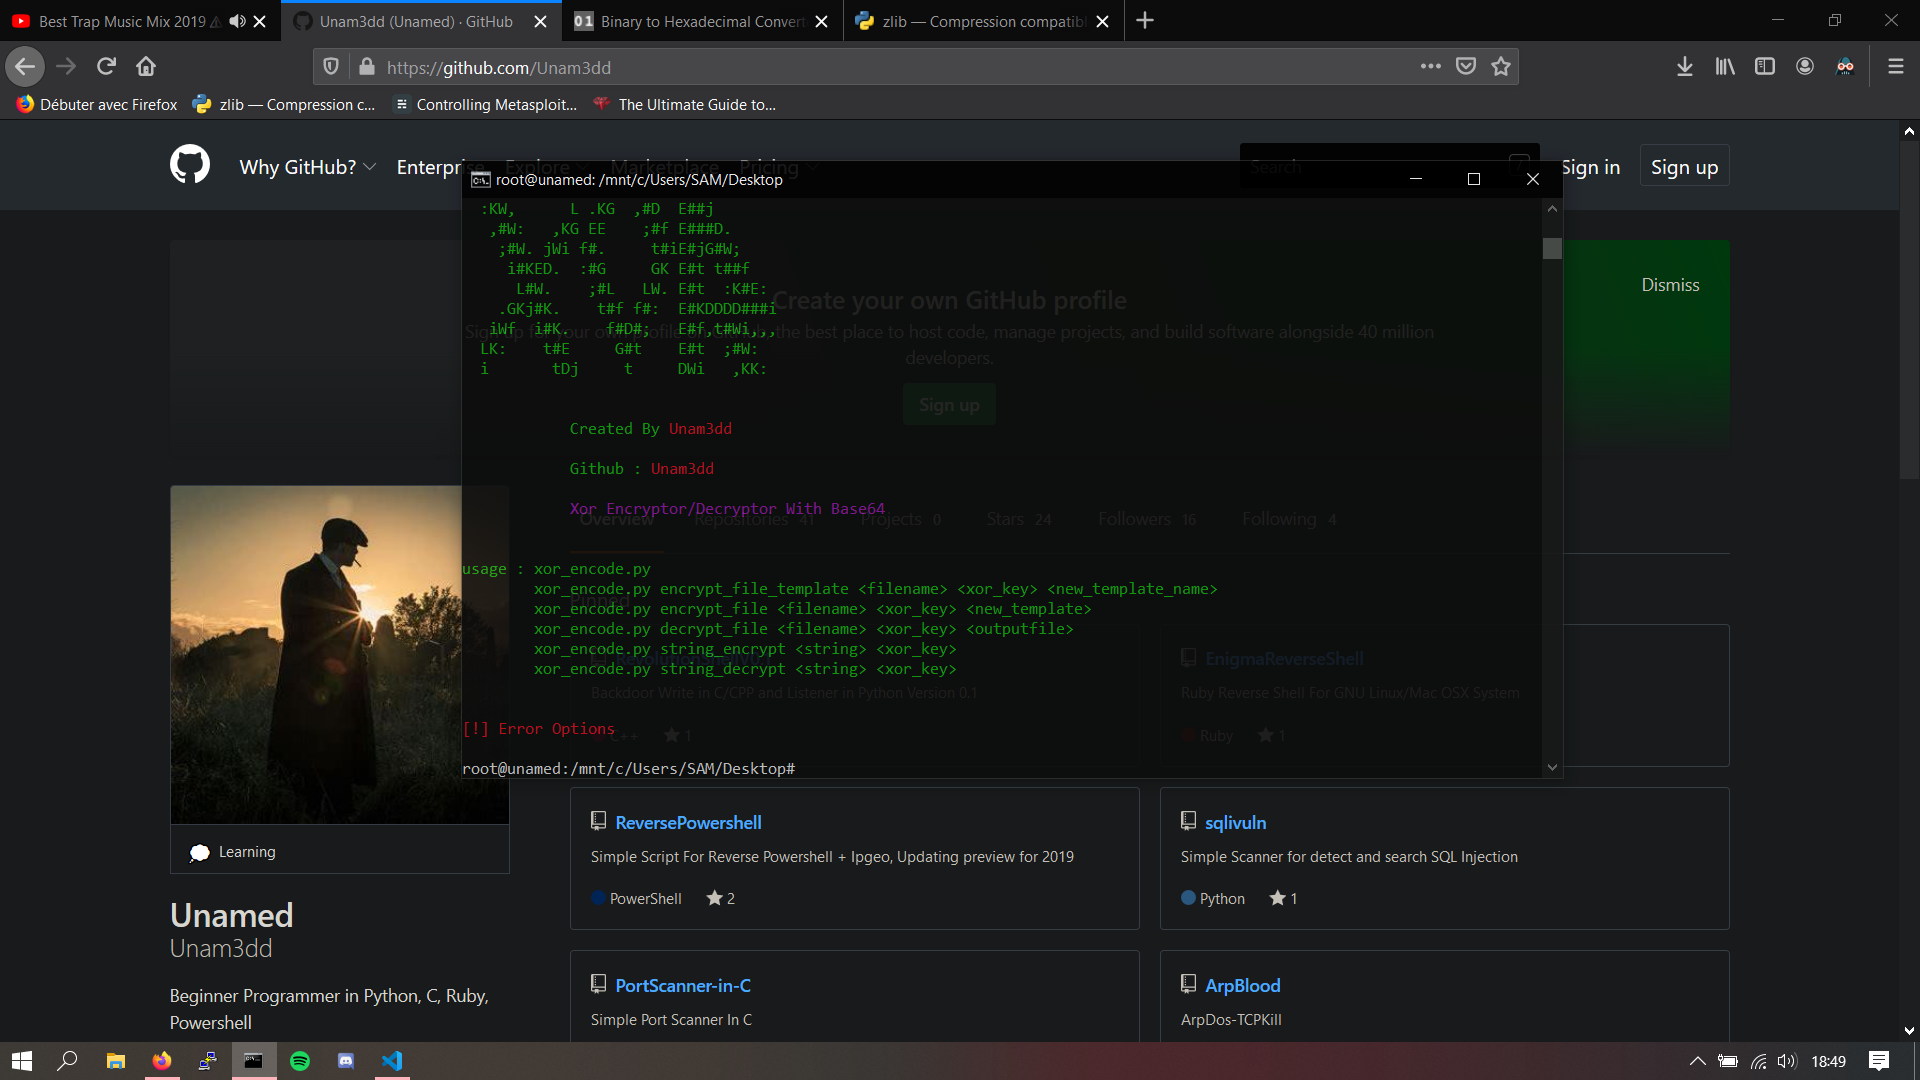 Best Trap Music Mix 2019
Unam3dd (Unamed) · GitHub
01 Binary to Hexadecimal Convert
zlib — Compression compatibl
https://github.com/Unam3dd
Débuter avec Firefox
zlib — Compression c...
Controlling Metasploit...
The Ultimate Guide to...
Why GitHub?
Enterprise
Explore
Marketplace
Pricing
Search
/
Sign in
Sign up
root@unamed: /mnt/c/Users/SAM/Desktop
:KW,      L .KG  ,#D  E##j
,#W:   ,KG EE    ;#f E###D.
;#W. jWi f#.     t#iE#jG#W;
i#KED.  :#G     GK E#t t##f
L#W.    ;#L   LW. E#t  :K#E:
.GKj#K.    t#f f#:  E#KDDDD###i
iWf  i#K.    f#D#;   E#f,t#Wi,,,
LK:    t#E     G#t    E#t  ;#W:
i       tDj     t     DWi   ,KK:
Create your own GitHub profile
Dismiss
the best place to host code, manage projects, and build software alongside 40 million
developers.
Sign up
Created By Unam3dd
Github : Unam3dd
Xor Encryptor/Decryptor With Base64
Overview
Repositories 41
Projects 0
Stars 24
Followers 16
Following 4
usage : xor_encode.py
xor_encode.py encrypt_file_template <filename> <xor_key> <new_template_name>
Pinned
xor_encode.py encrypt_file <filename> <xor_key> <new_template>
xor_encode.py decrypt_file <filename> <xor_key> <outputfile>
xor_encode.py string_encrypt <string> <xor_key>
xor_encode.py string_decrypt <string> <xor_key>
EnigmaReverseShell
Backdoor Write in C/CPP and Listener in Python Version 0.1
Ruby Reverse Shell For GNU Linux/Mac OSX System
[!] Error Options
C++
1
Ruby
1
root@unamed:/mnt/c/Users/SAM/Desktop#
ReversePowershell
Simple Script For Reverse Powershell + Ipgeo, Updating preview for 2019
PowerShell
2
sqlivuln
Simple Scanner for detect and search SQL Injection
Python
1
Learning
Unamed
Unam3dd
Beginner Programmer in Python, C, Ruby,
Powershell
PortScanner-in-C
Simple Port Scanner In C
ArpBlood
ArpDos-TCPKill
18:49